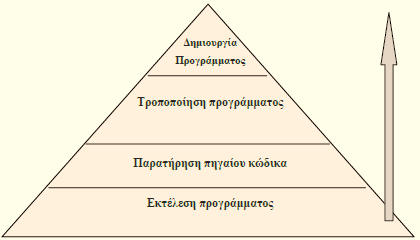 Δημιουργία
Προγράμματος
Τροποποίηση προγράμματος
Παρατήρηση πηγαίου κώδικα
Εκτέλεση προγράμματος